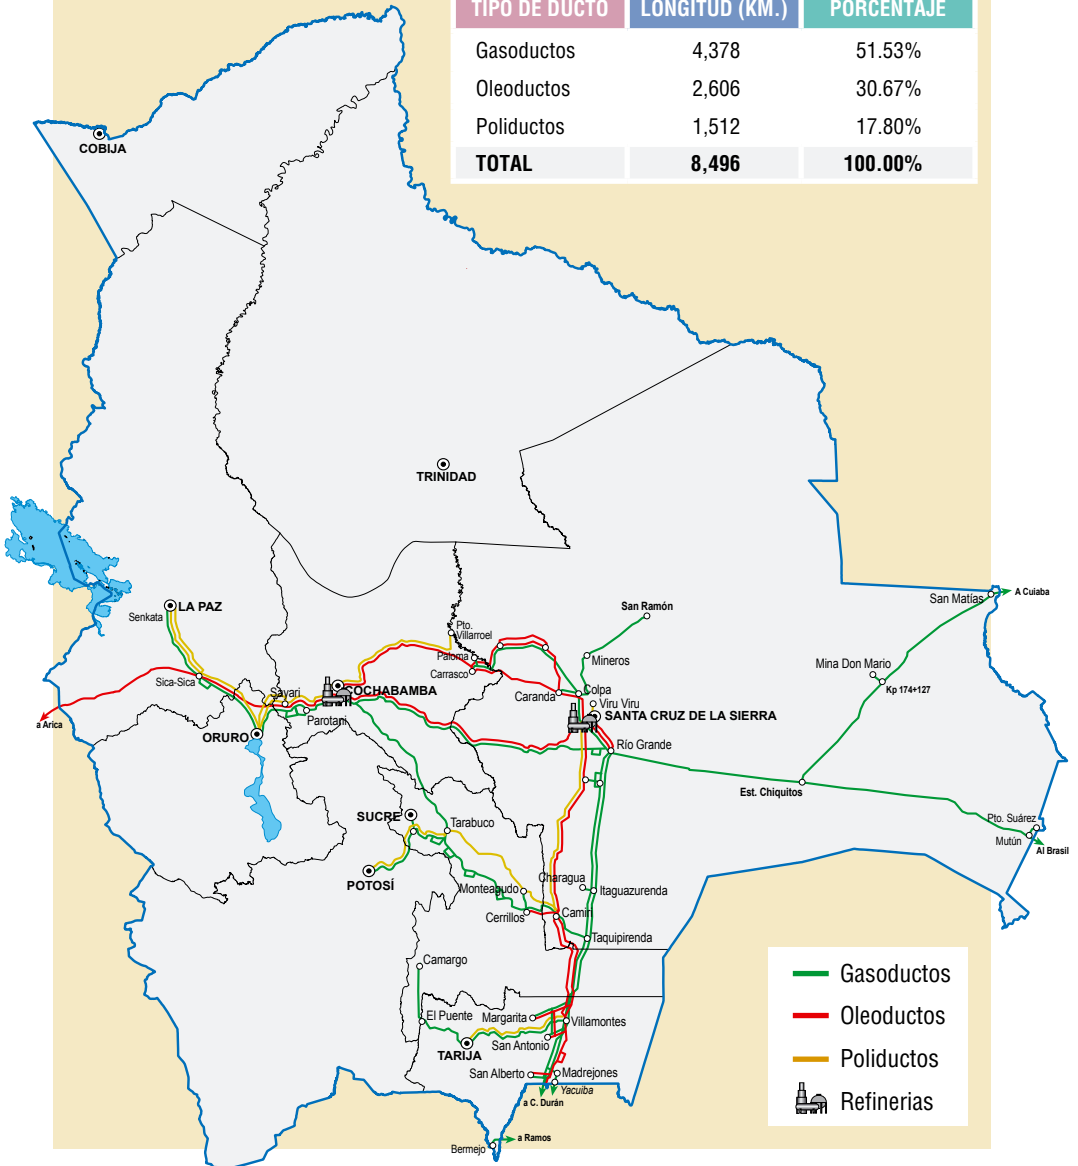 TIPO DE DUCTO LONGITUD (KM.) PORCENTAJE
Gasoductos 4,378 51.53%
Oleoductos 2,606 30.67%
Poliductos 1,512 17.80%
TOTAL 8,496 100.00%
COBIJA
TRINIDAD
LA PAZ
Senkata
San Matías
A Cuiaba
San Ramón
Pto.
Villarroel
Paloma
Carrasco
Mineros
Mina Don Mario
Kp 174+127
Sica-Sica
Sayari
COCHABAMBA
Caranda
Colpa
Viru Viru
SANTA CRUZ DE LA SIERRA
a Arica
Parotani
ORURO
Río Grande
Est. Chiquitos
SUCRE
Tarabuco
Pto. Suárez
Mutún
Al Brasil
POTOSÍ
Charagua
Monteagudo
Itaguazurenda
Cerrillos
Camiri
Taquipirenda
Camargo
El Puente
Margarita
Villamontes
San Antonio
TARIJA
San Alberto
Madrejones
Yacuiba
a C. Durán
a Ramos
Bermejo
Gasoductos
Oleoductos
Poliductos
Refinerias